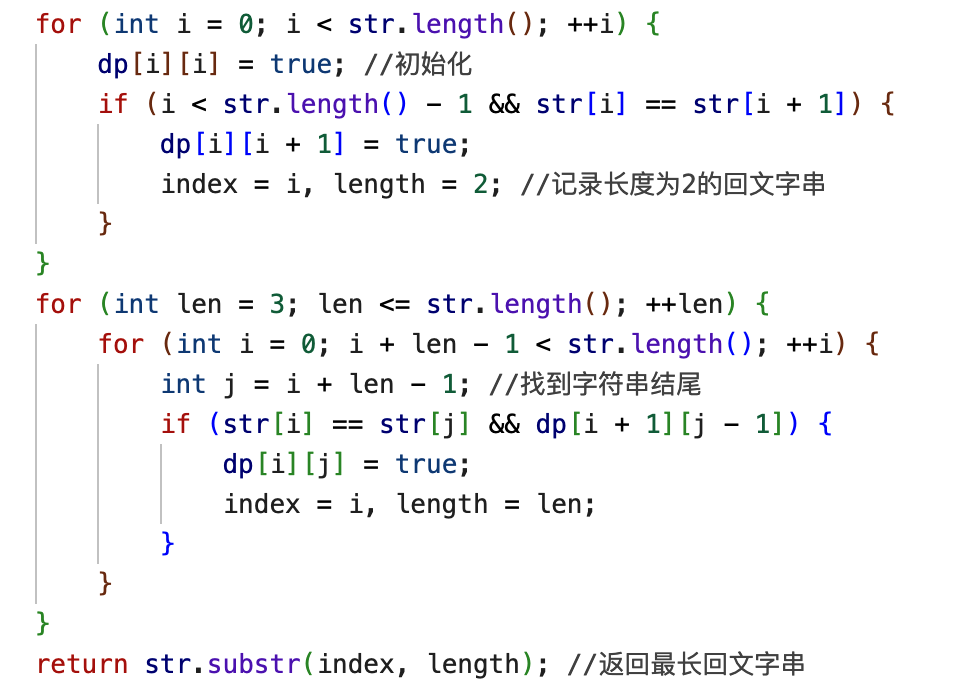 for (int i = 0; i < str.length(); ++i) {
    dp[i][i] = true; //初始化
    if (i < str.length() - 1 && str[i] == str[i + 1]) {
        dp[i][i + 1] = true;
        index = i, length = 2; //记录长度为2的回文字串
    }
}
for (int len = 3; len <= str.length(); ++len) {
    for (int i = 0; i + len - 1 < str.length(); ++i) {
        int j = i + len - 1; //找到字符串结尾
        if (str[i] == str[j] && dp[i + 1][j - 1]) {
            dp[i][j] = true;
            index = i, length = len;
        }
    }
}
return str.substr(index, length); //返回最长回文字串